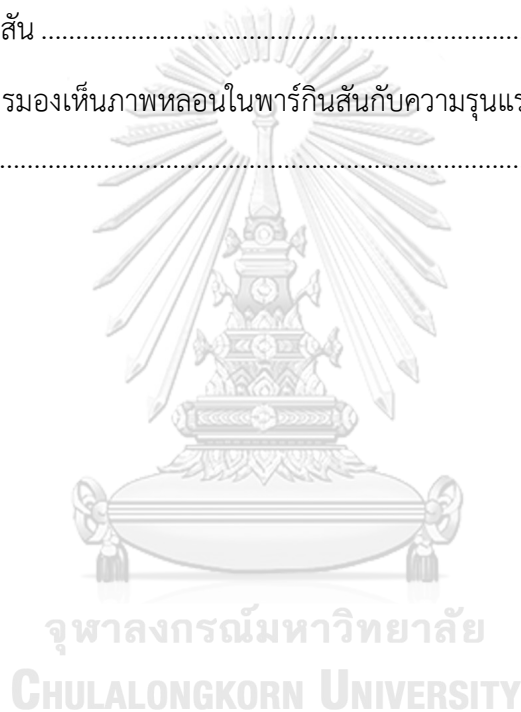 สัน ................................................................................
รมองเห็นภาพหลอนในพาร์กินสันกับความรุนแร
................................................................................
จุฬาลงกรณ์มหาวิทยาลัย
CHULALONGKORN UNIVERSITY